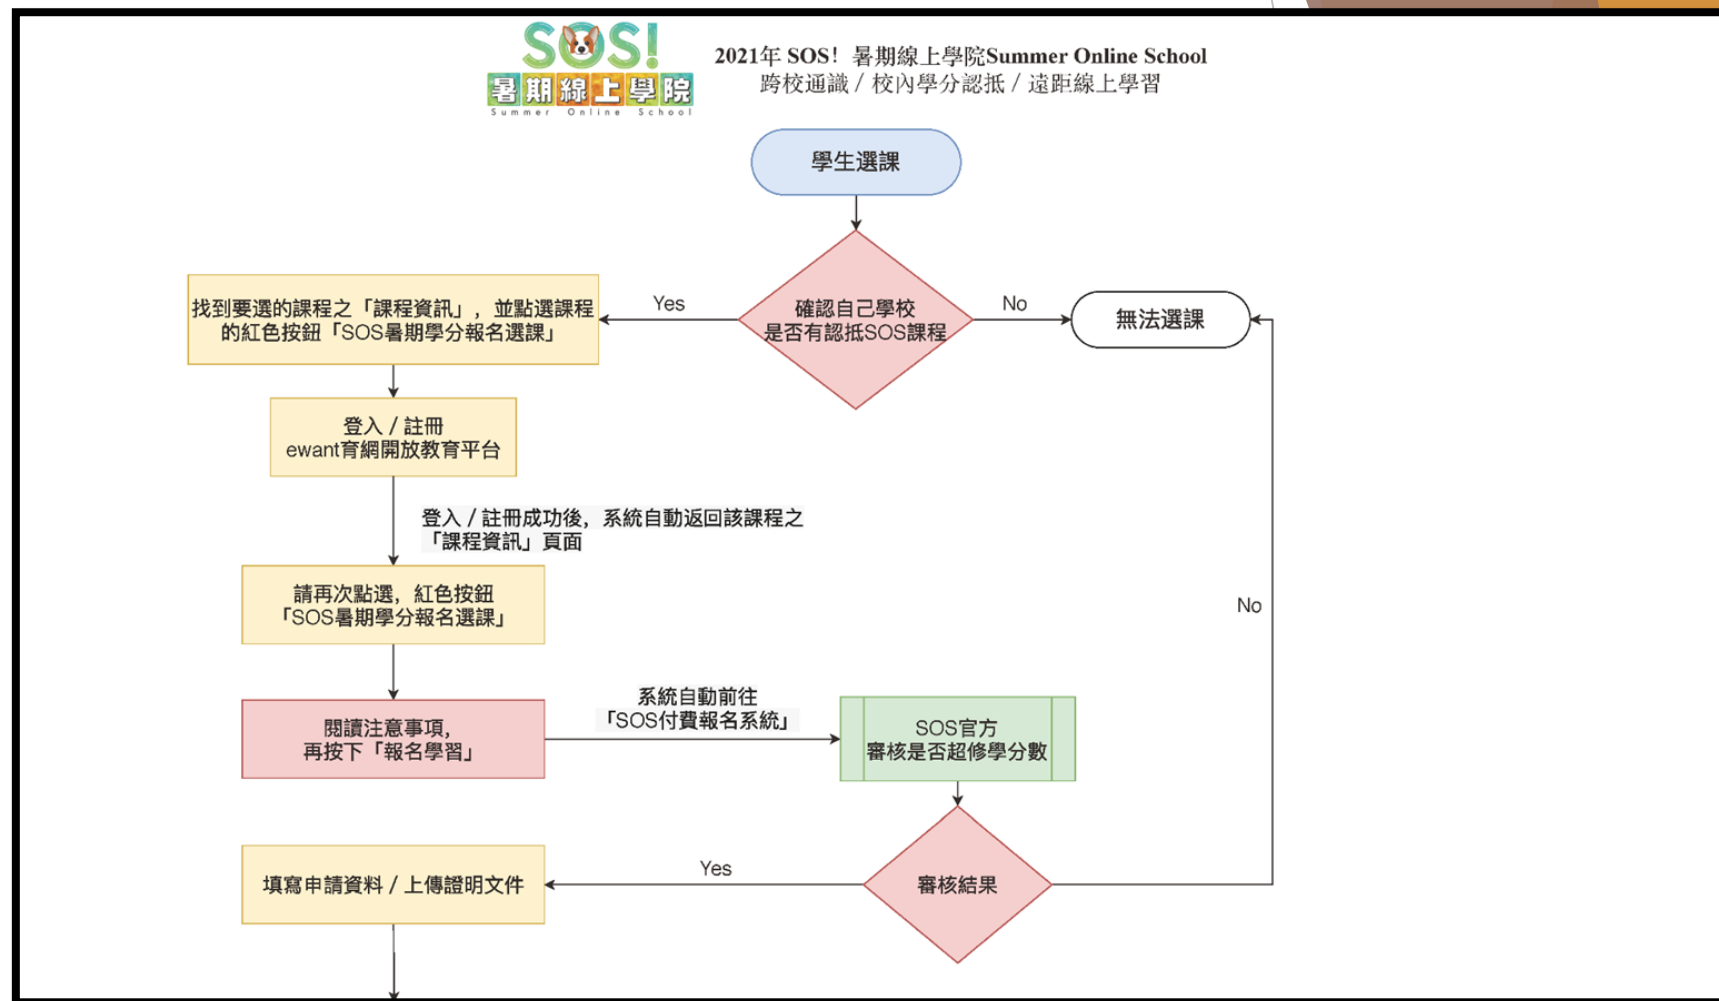 SOS!
暑期線上學院
Summer Online School
2021年 SOS！暑期線上學院Summer Online School
跨校通識 / 校內學分認抵 / 遠距線上學習
學生選課
確認自己學校
是否有認抵SOS課程
Yes
No
無法選課
找到要選的課程之「課程資訊」，並點選課程
的紅色按鈕「SOS暑期學分報名選課」
登入 / 註冊
ewant育網開放教育平台
登入 / 註冊成功後，系統自動返回該課程之
「課程資訊」頁面
請再次點選，紅色按鈕
「SOS暑期學分報名選課」
No
閱讀注意事項，
再按下「報名學習」
系統自動前往
「SOS付費報名系統」
SOS官方
審核是否超修學分數
審核結果
Yes
填寫申請資料 / 上傳證明文件